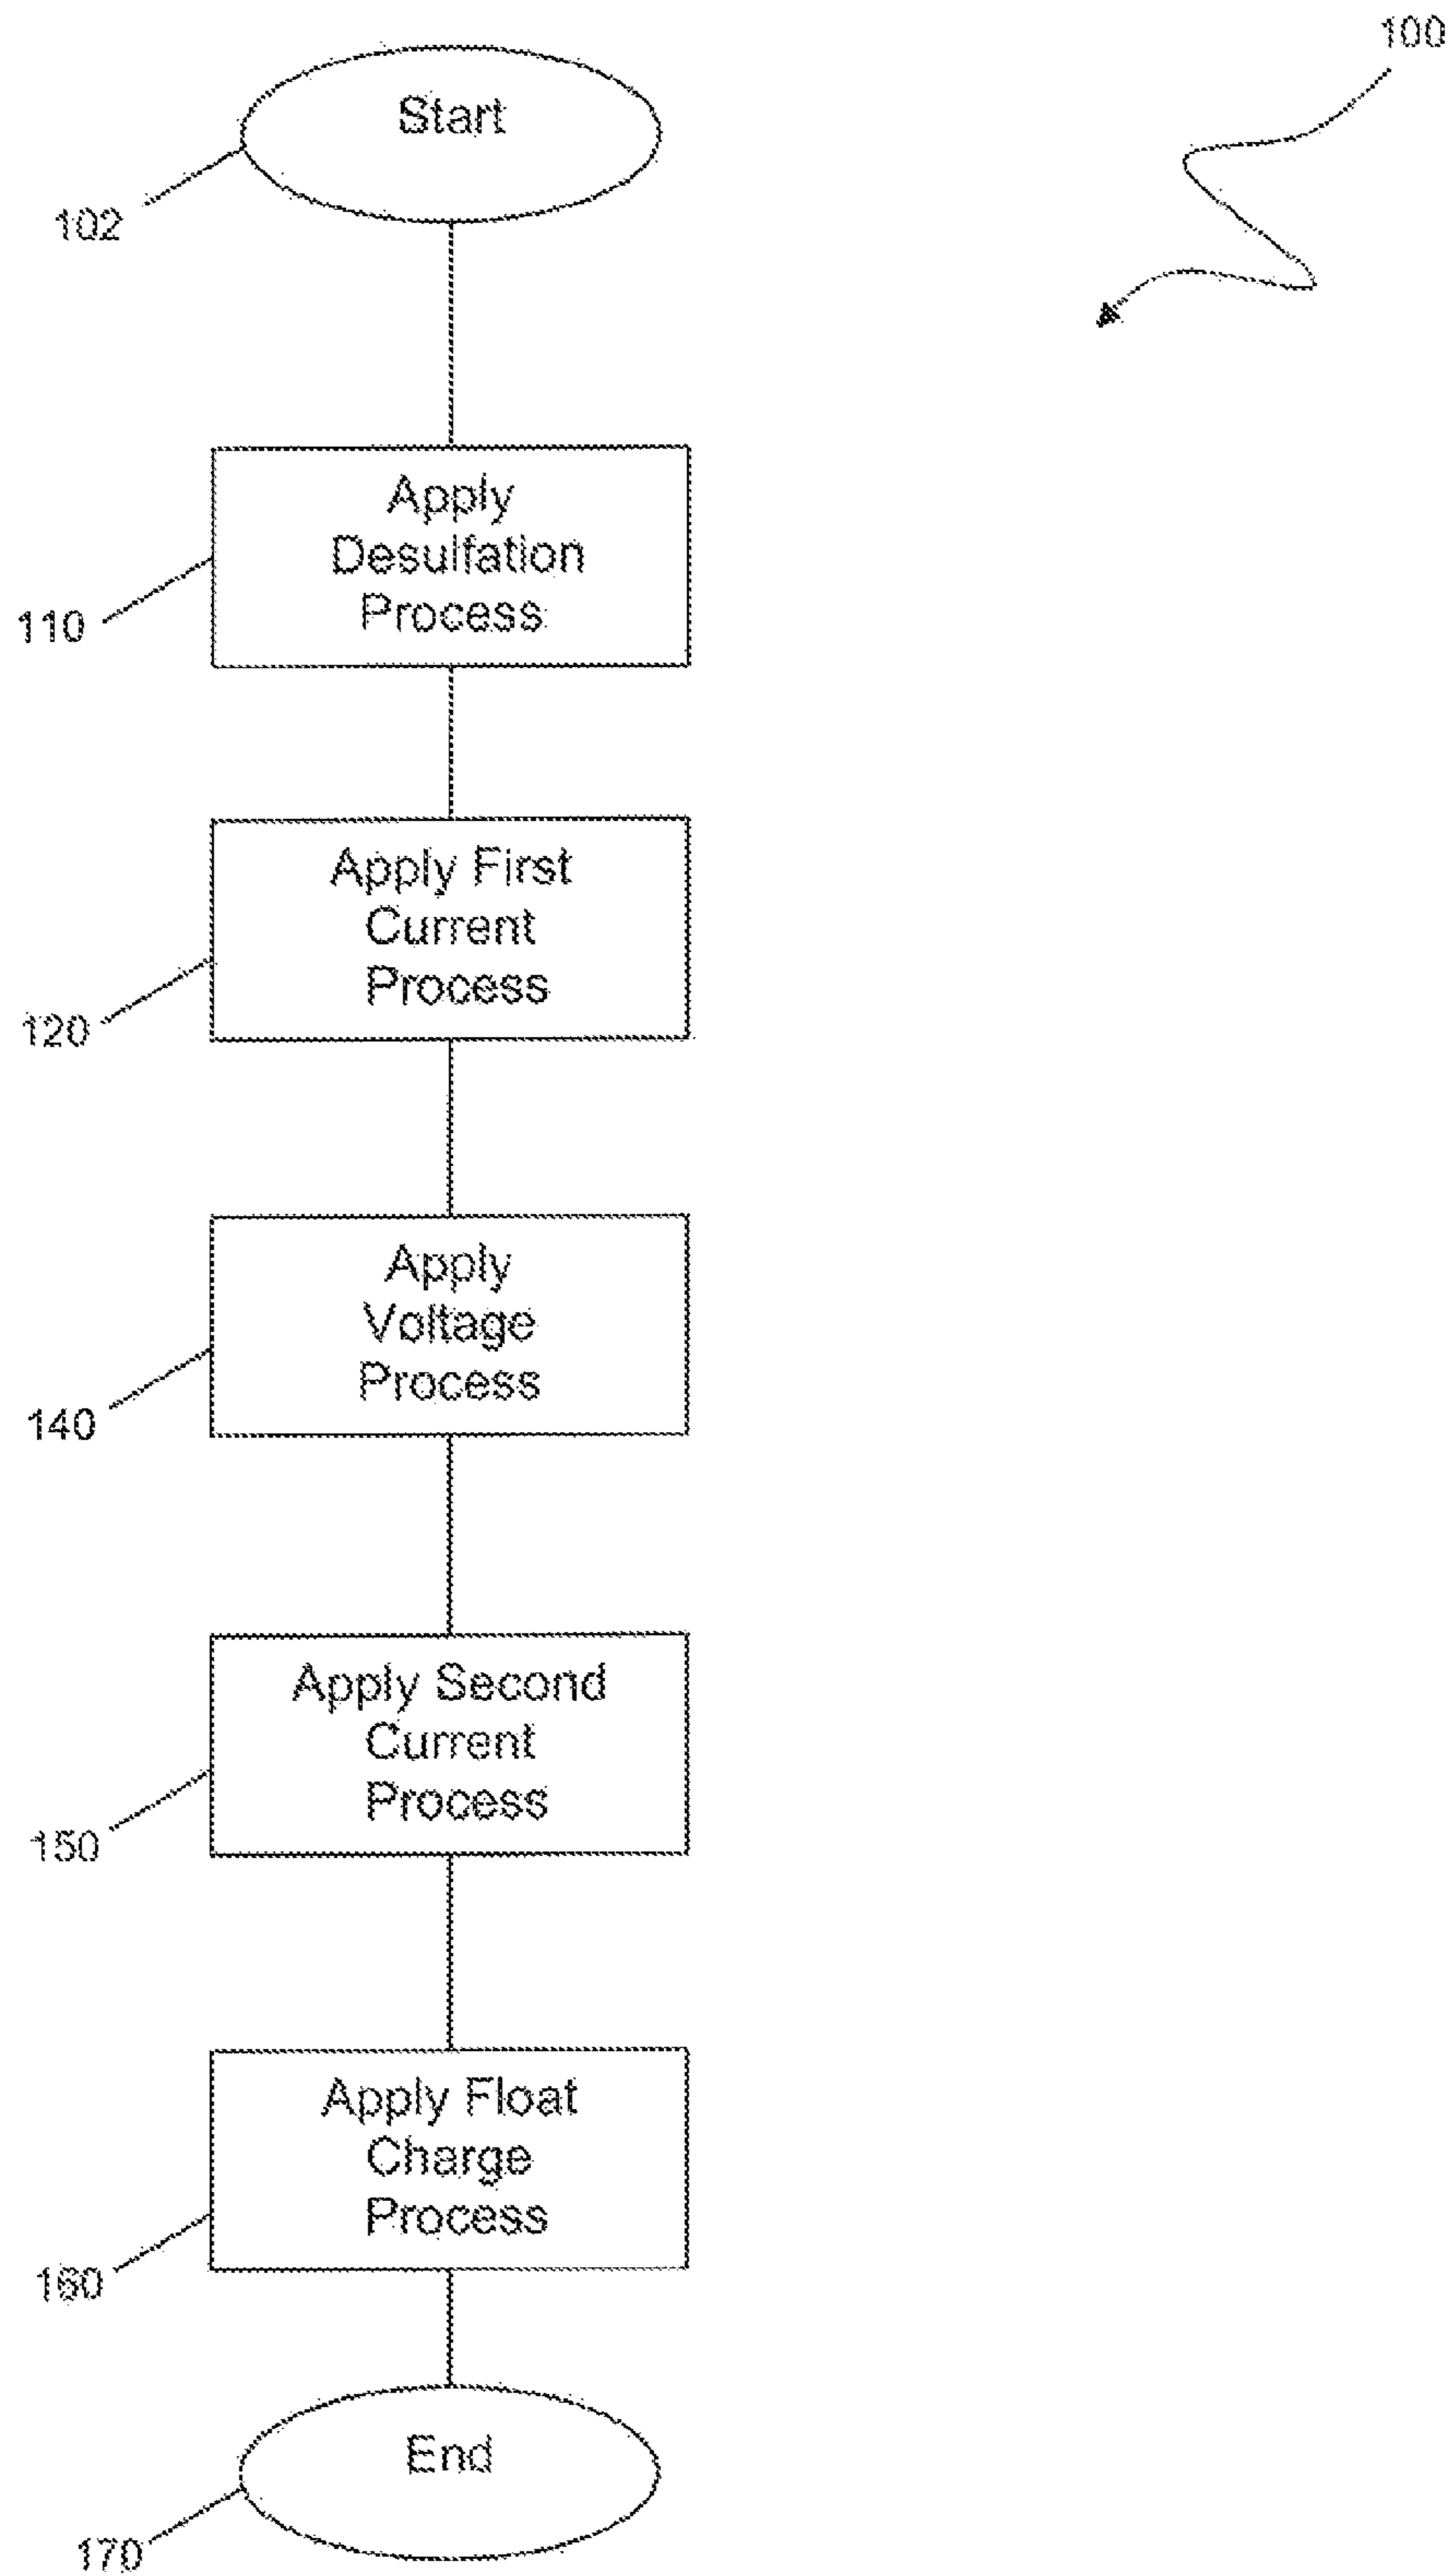 100
Start
102
Apply
Desulfation
Process
110
Apply First
Current
Process
120
Apply
Voltage
Process
140
Apply Second
Current
Process
150
Apply Float
Charge
Process
160
End
170